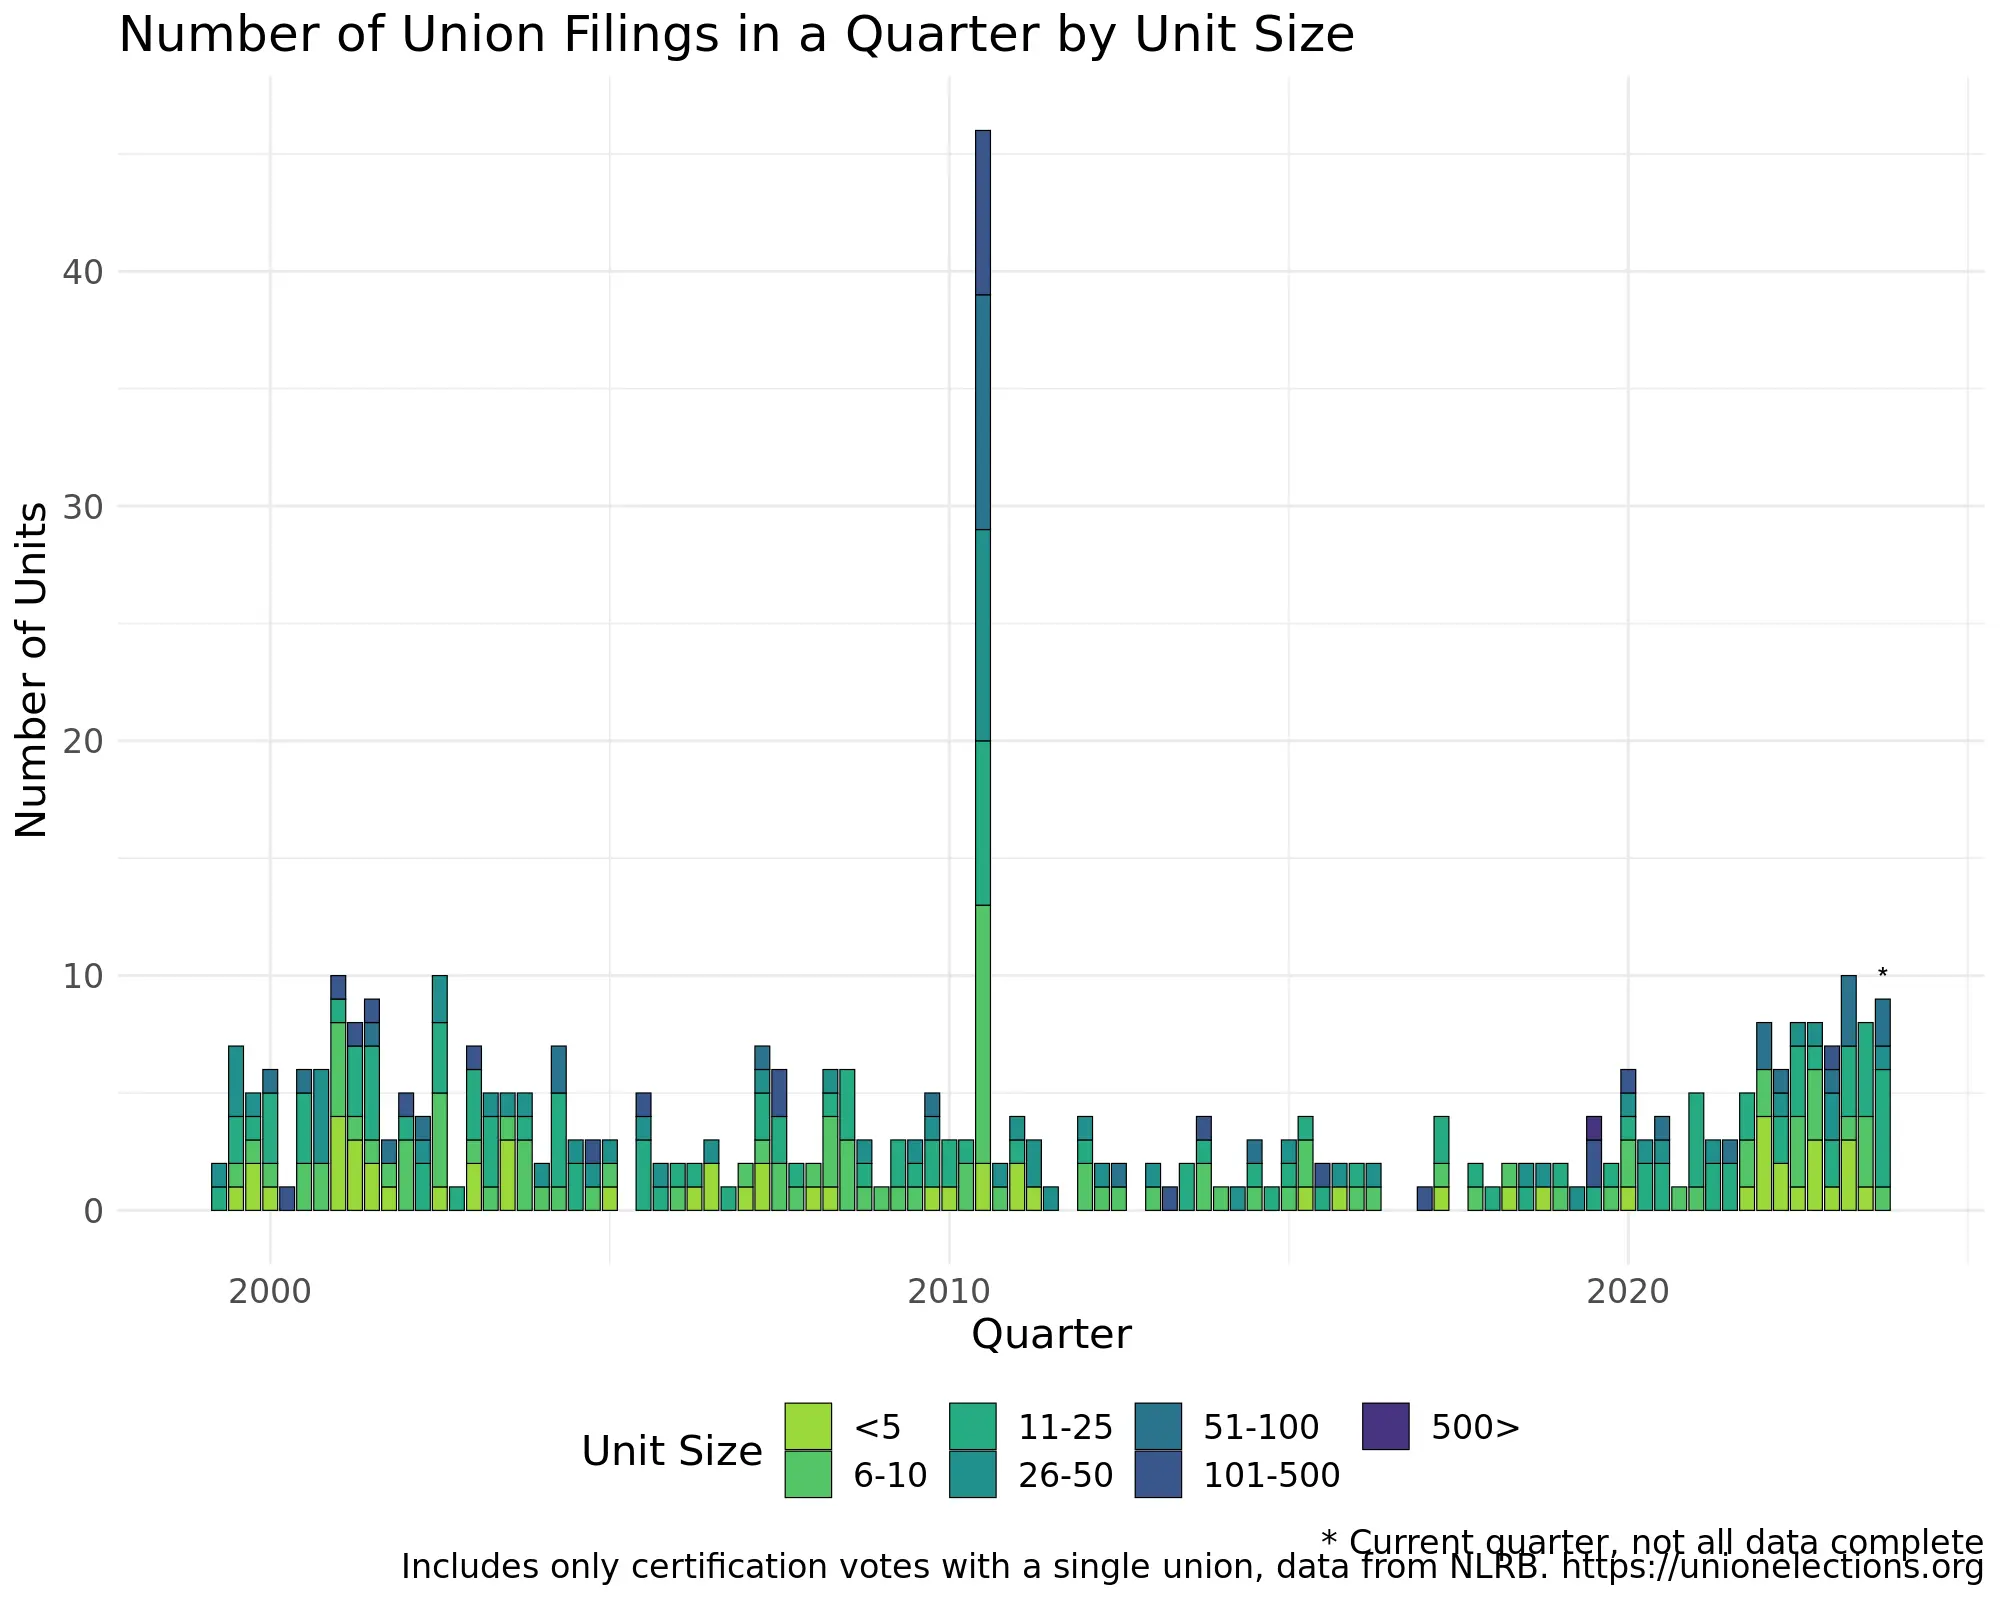 Number of Union Filings in a Quarter by Unit Size
Number of Units
40
30
20
10
0
*
2000
2010
2020
Quarter
Unit Size
<5
11-25
51-100
500>
6-10
26-50
101-500
* Current quarter, not all data complete
Includes only certification votes with a single union, data from NLRB. https://unionelections.org